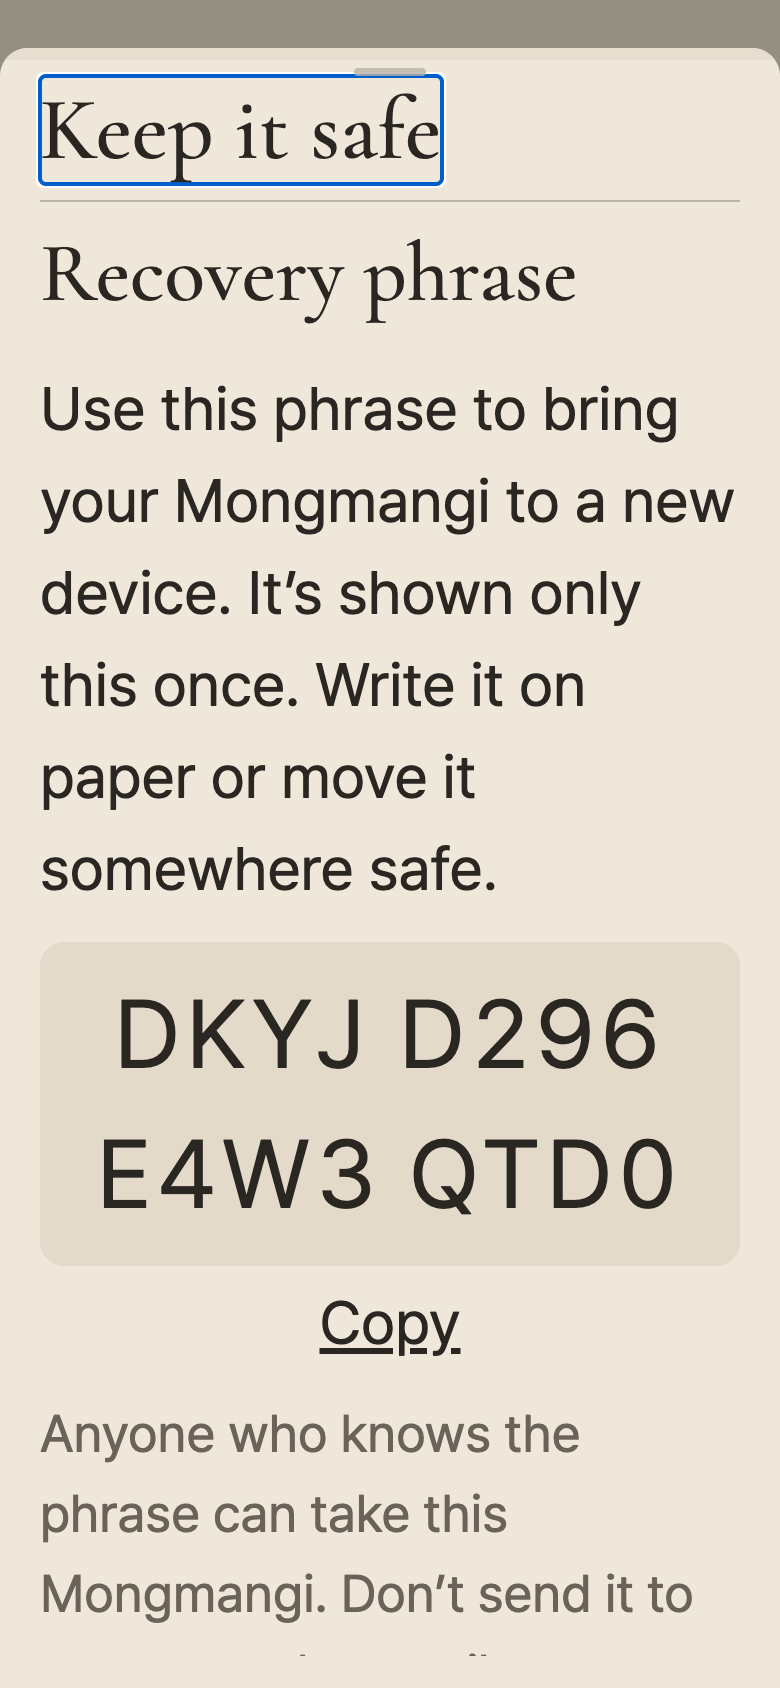 Keep it safe
Recovery phrase
Use this phrase to bring
your Mongmangi to a new
device. It’s shown only
this once. Write it on
paper or move it
somewhere safe.
DKYJ D296
E4W3 QTD0
Copy
Anyone who knows the
phrase can take this
Mongmangi. Don’t send it to